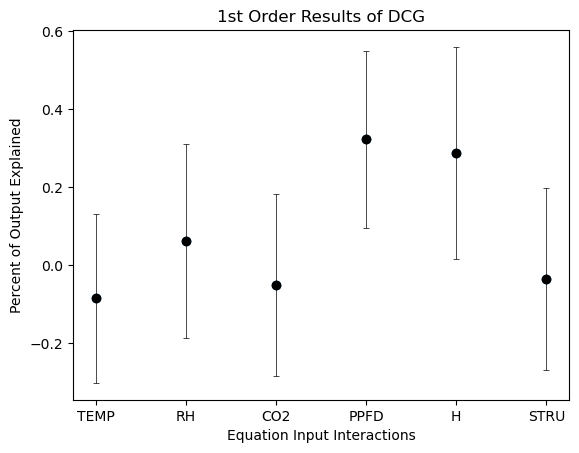 1st Order Results of DCG
Percent of Output Explained
0.6
0.4
0.2
0.0
−0.2
TEMP RH CO2 PPFD H STRU
Equation Input Interactions